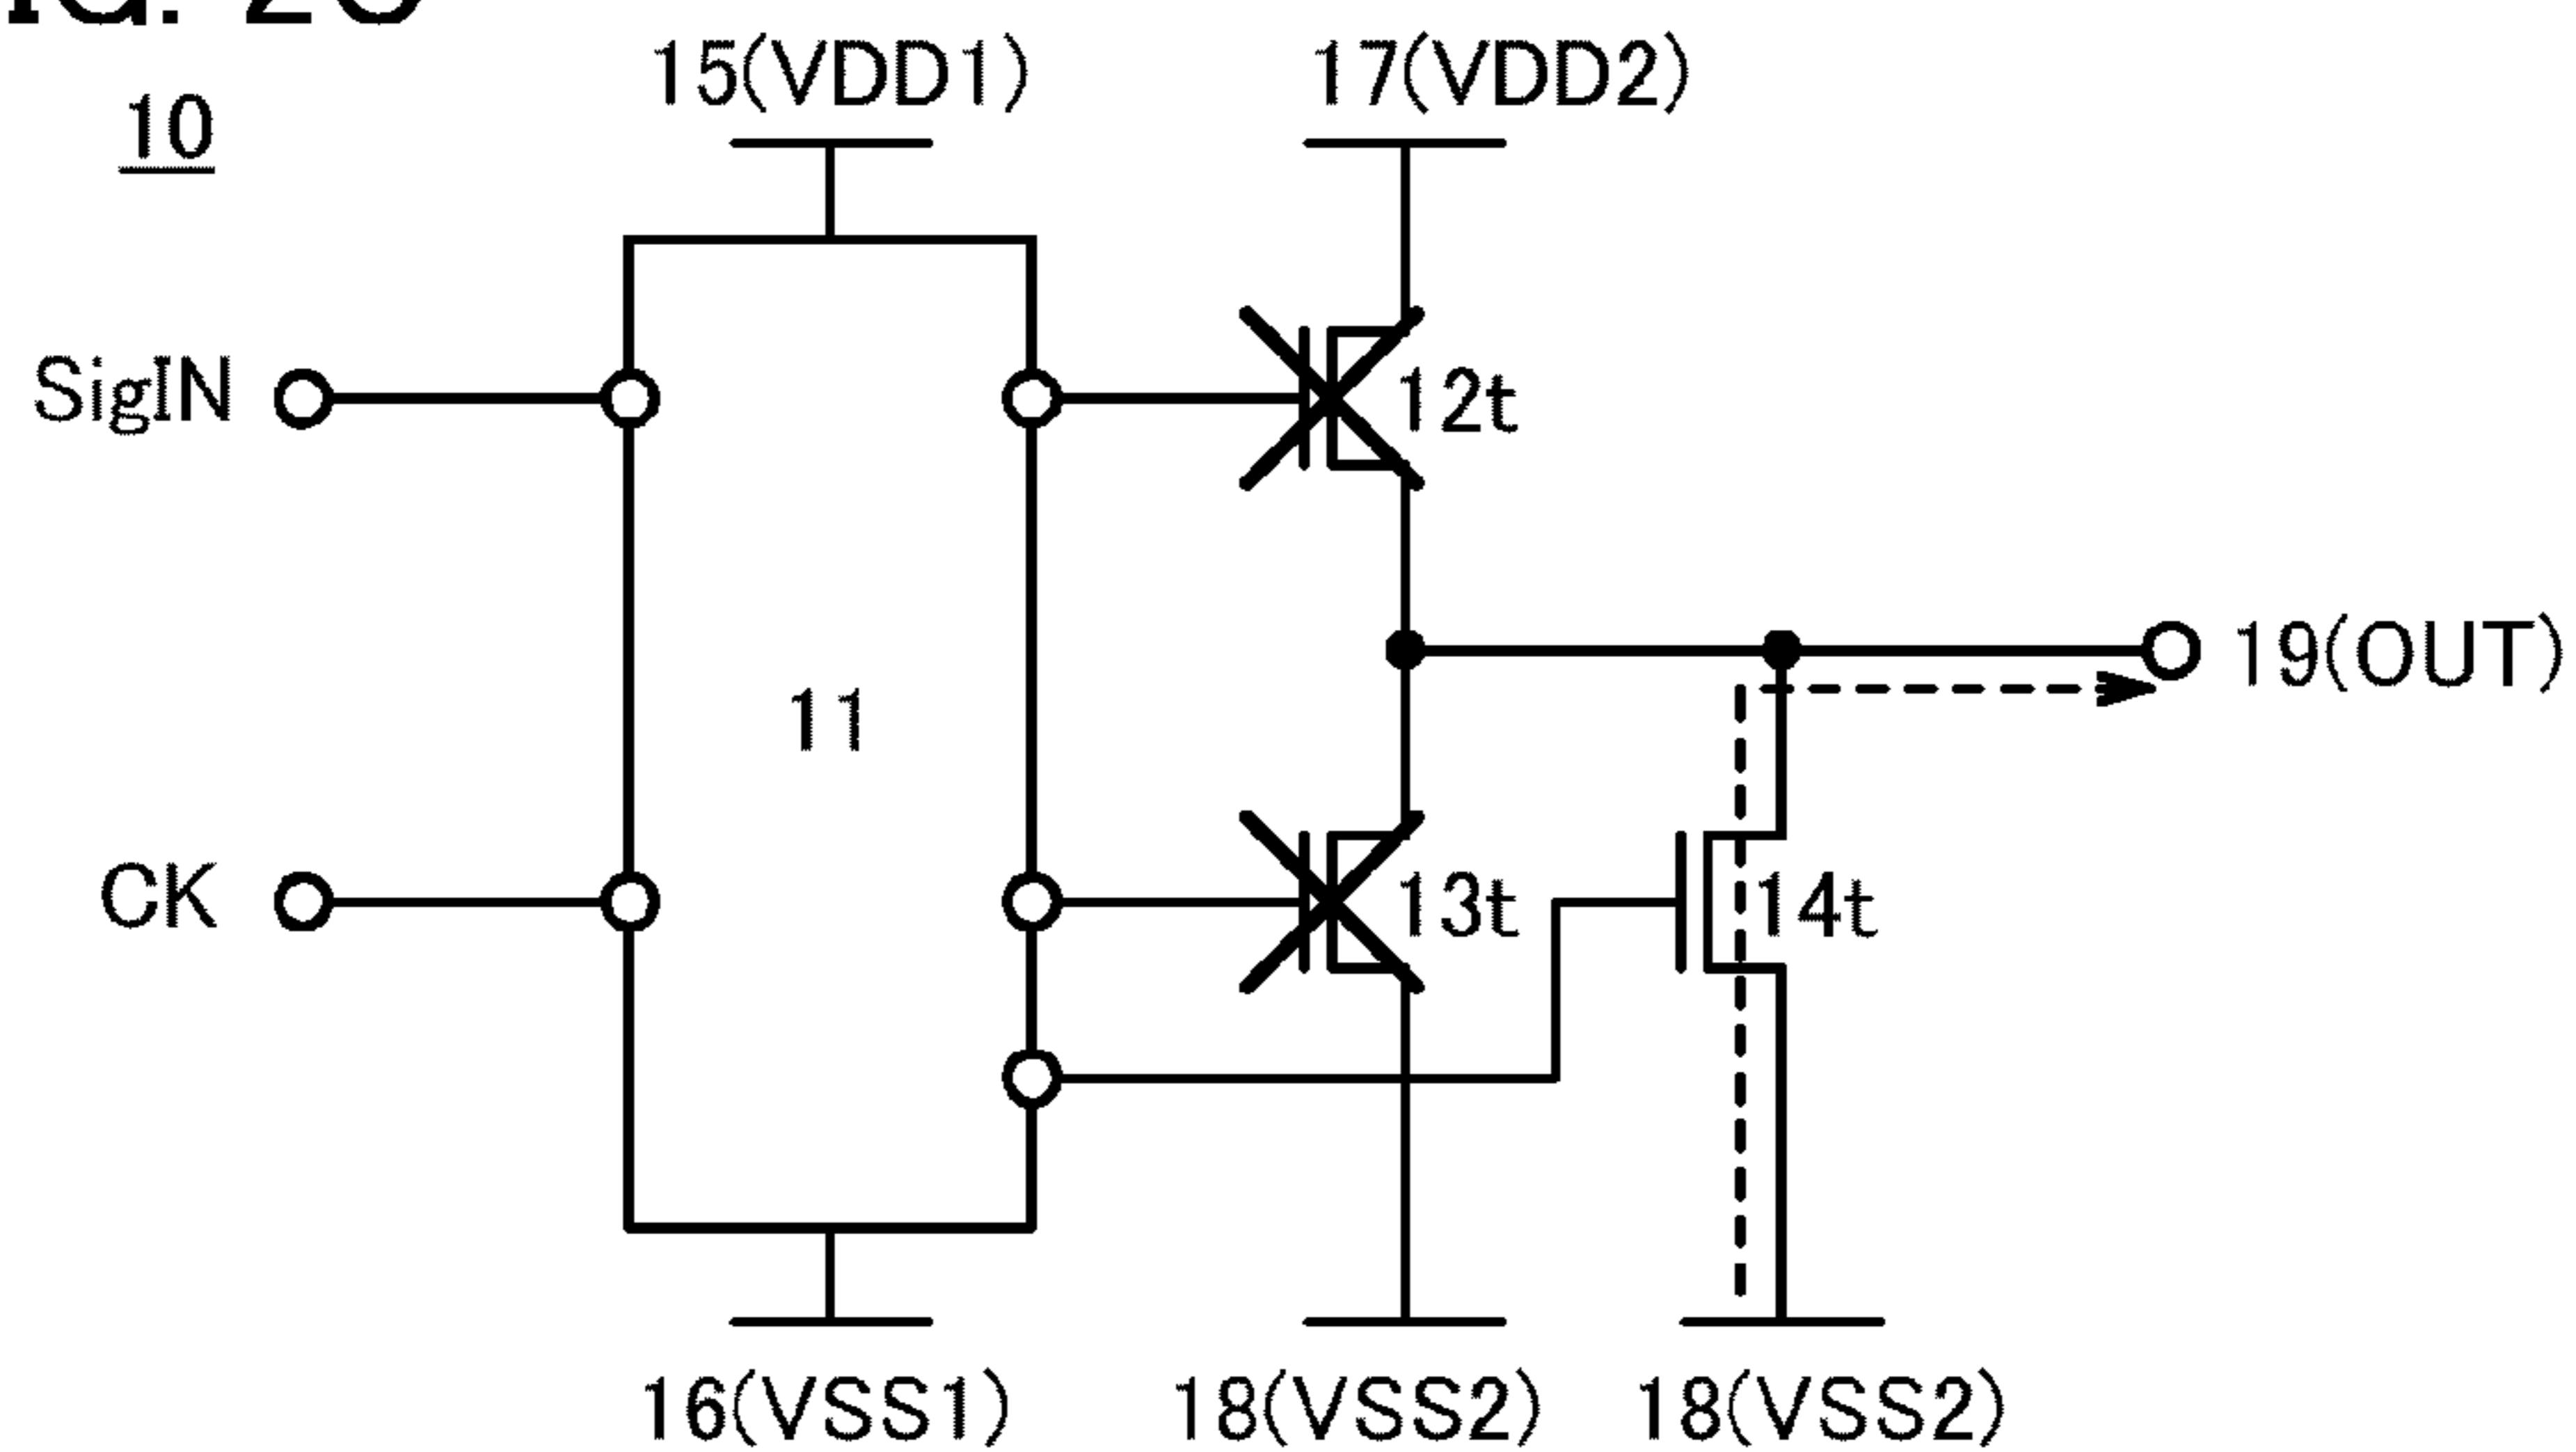 10
15(VDD1)
17(VDD2)
SigIN
12t
11
19(OUT)
CK
13t
14t
16(VSS1)
18(VSS2)
18(VSS2)